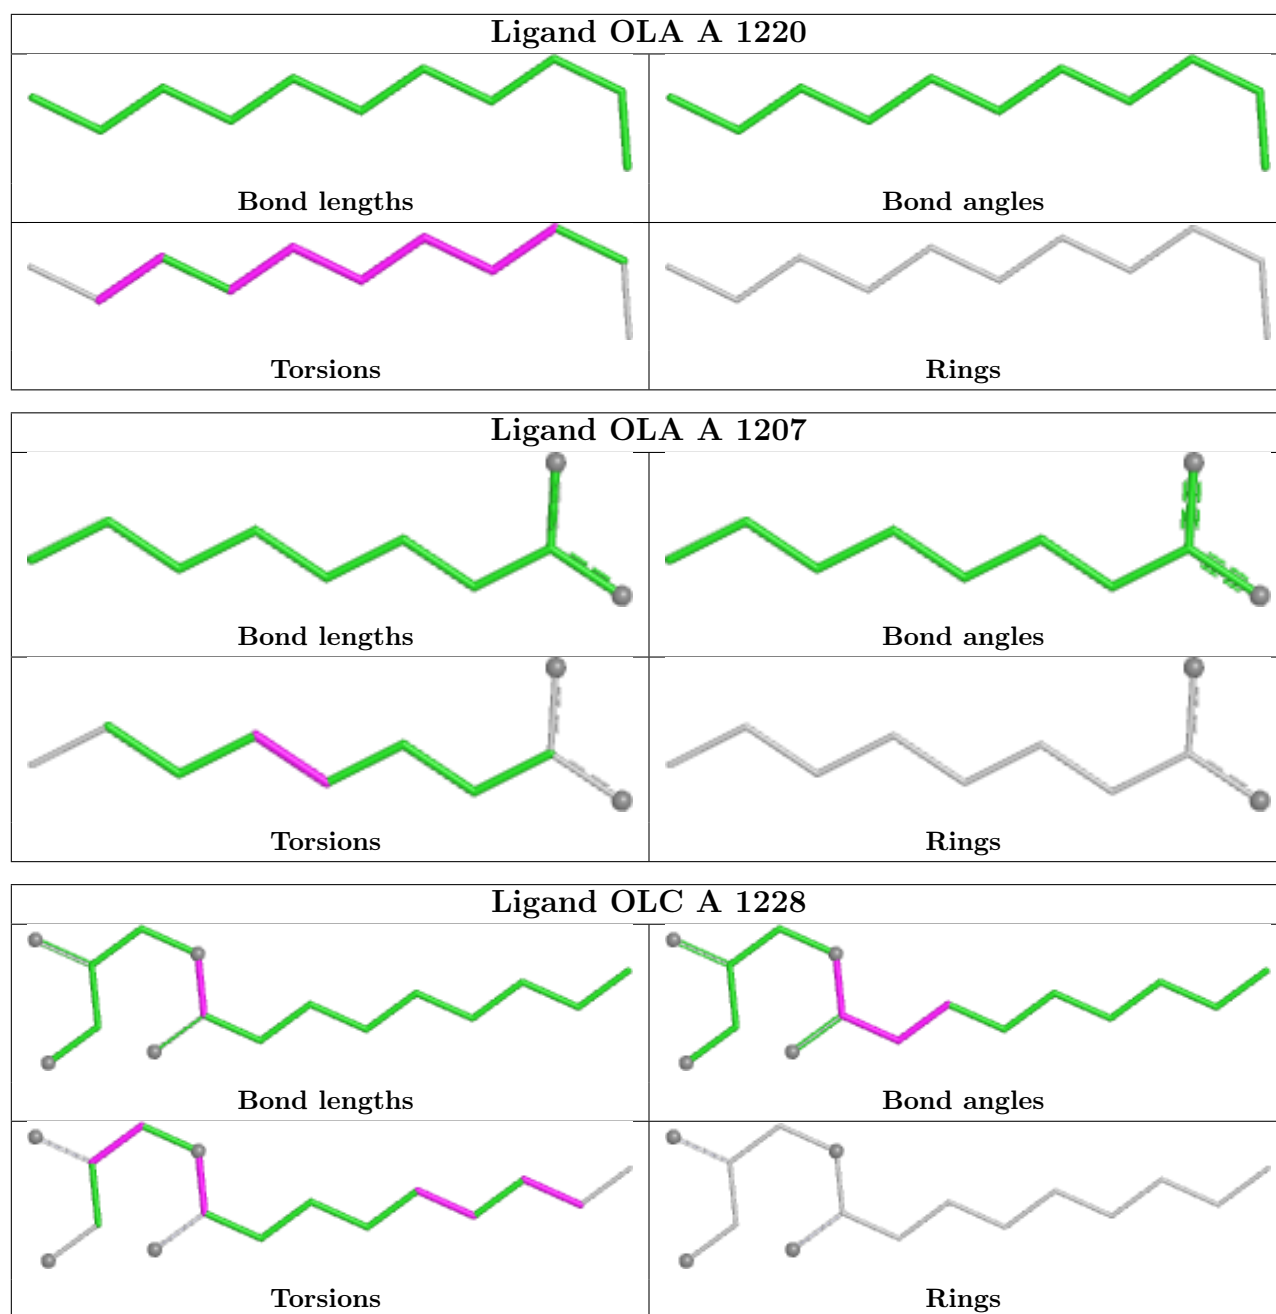 Ligand OLA A 1220
Bond lengths
Bond angles
Torsions
Rings
Ligand OLA A 1207
Bond lengths
Bond angles
Torsions
Rings
Ligand OLC A 1228
Bond lengths
Bond angles
Torsions
Rings